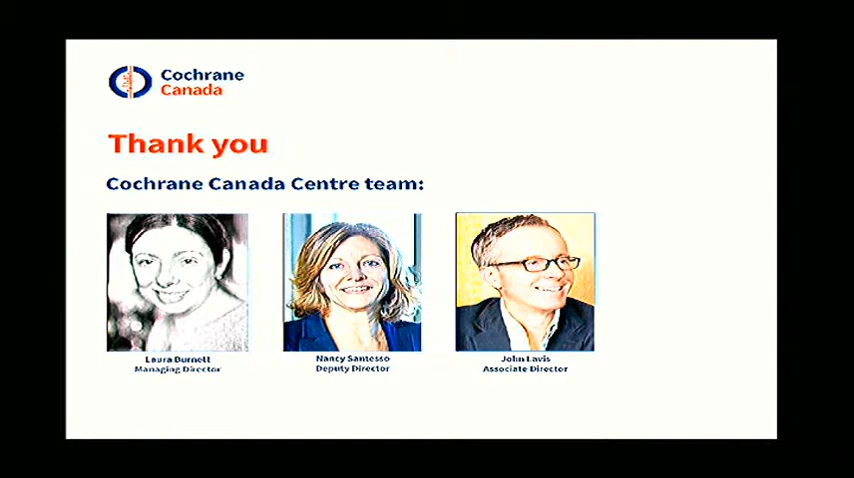 Cochrane
Canada
Thank you
Cochrane Canada Centre team:
Laura Burnett
Managing Director
Nancy Santesso
Deputy Director
John Lavis
Associate Director